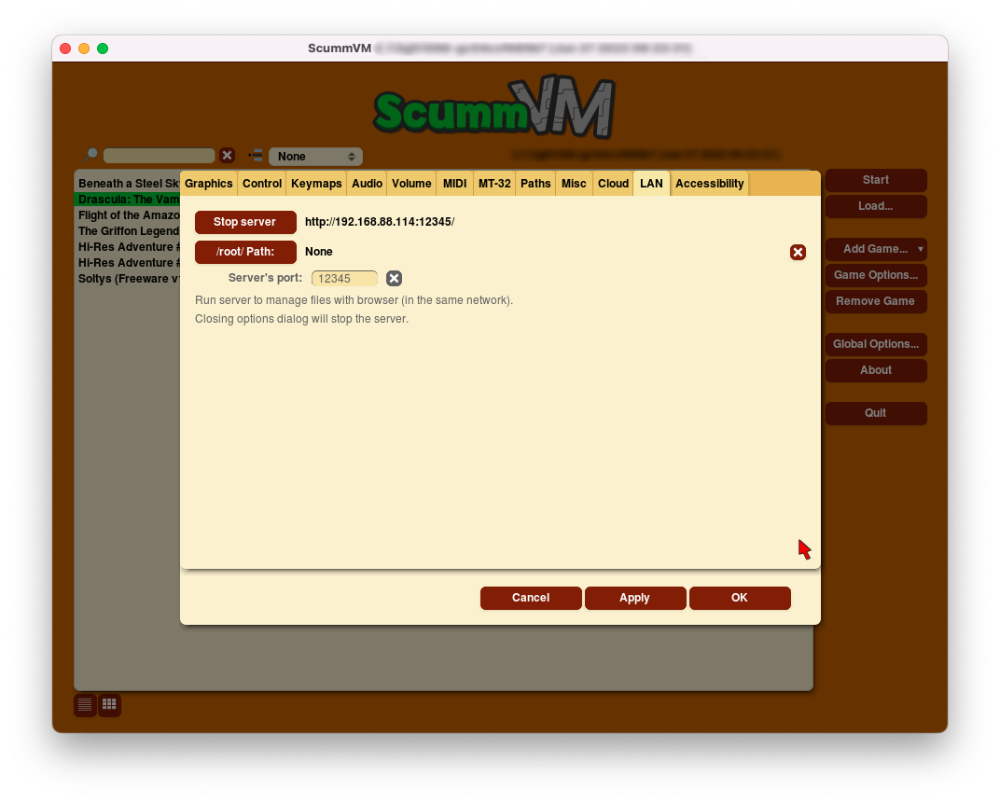 ScummVM
ScummVM
None
Beneath a Steel Sk
Drascula: The Vam
Flight of the Amazo
The Griffon Legend
Hi-Res Adventure #
Hi-Res Adventure #
Soltys (Freeware v
Graphics Control Keymaps Audio Volume MIDI MT-32 Paths Misc Cloud LAN Accessibility
Stop server http://192.168.88.114:12345/
/root/ Path: None
Server's port: 12345
Run server to manage files with browser (in the same network).
Closing options dialog will stop the server.
Cancel Apply OK
Start
Load...
Add Game...
Game Options...
Remove Game
Global Options...
About
Quit